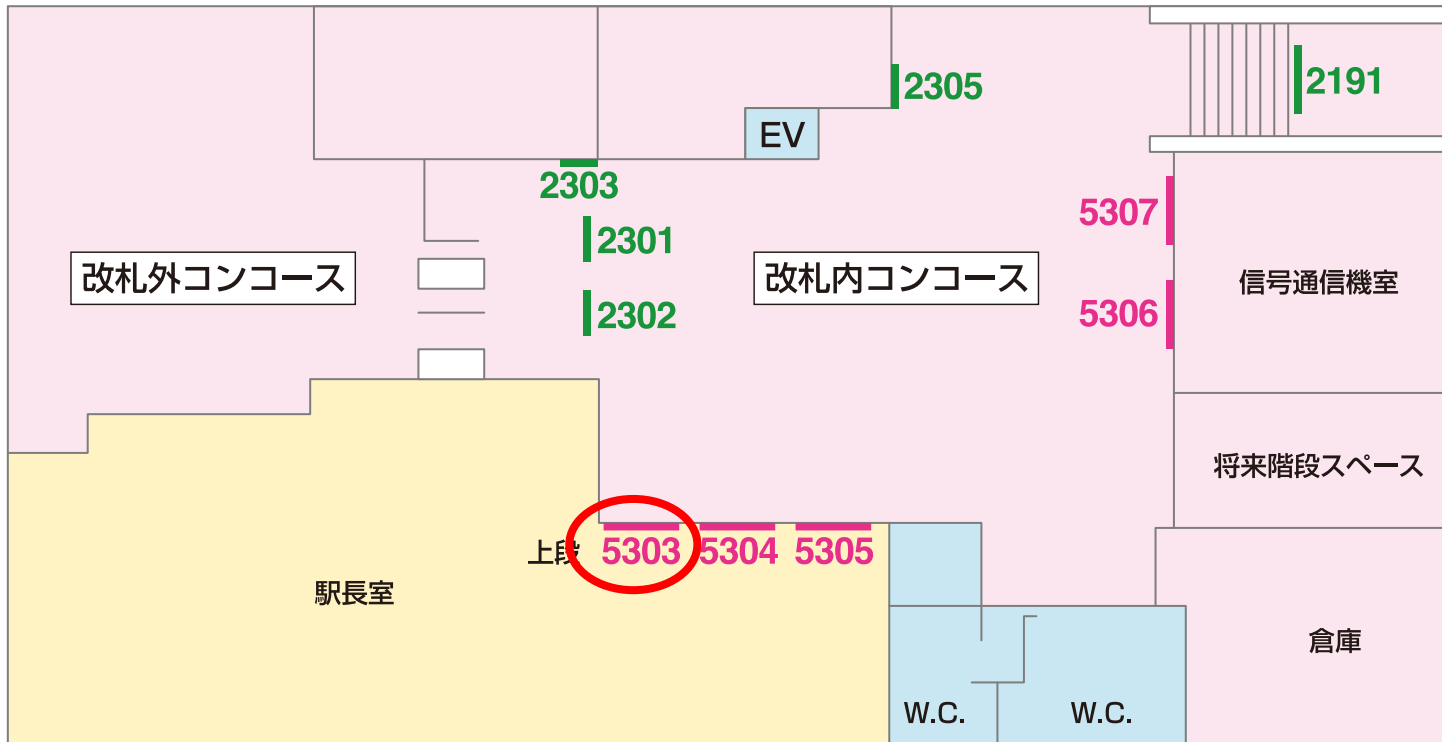 2305
2191
EV
2303
5307
2301
改札外コンコース
改札内コンコース
信号通信機室
2302
5306
将来階段スペース
上段
5303
5304
5305
駅長室
倉庫
W.C.
W.C.